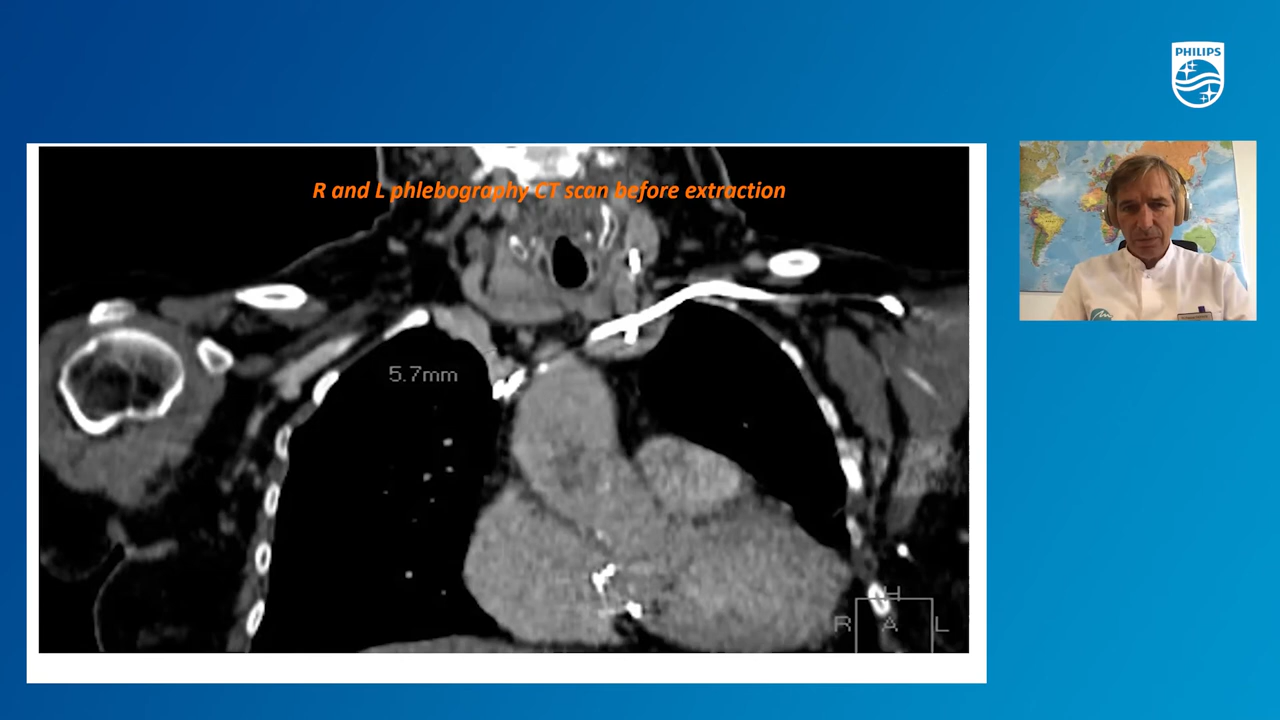 PHILIPS
R and L phlebography CT scan before extraction
5.7mm
H
R A L